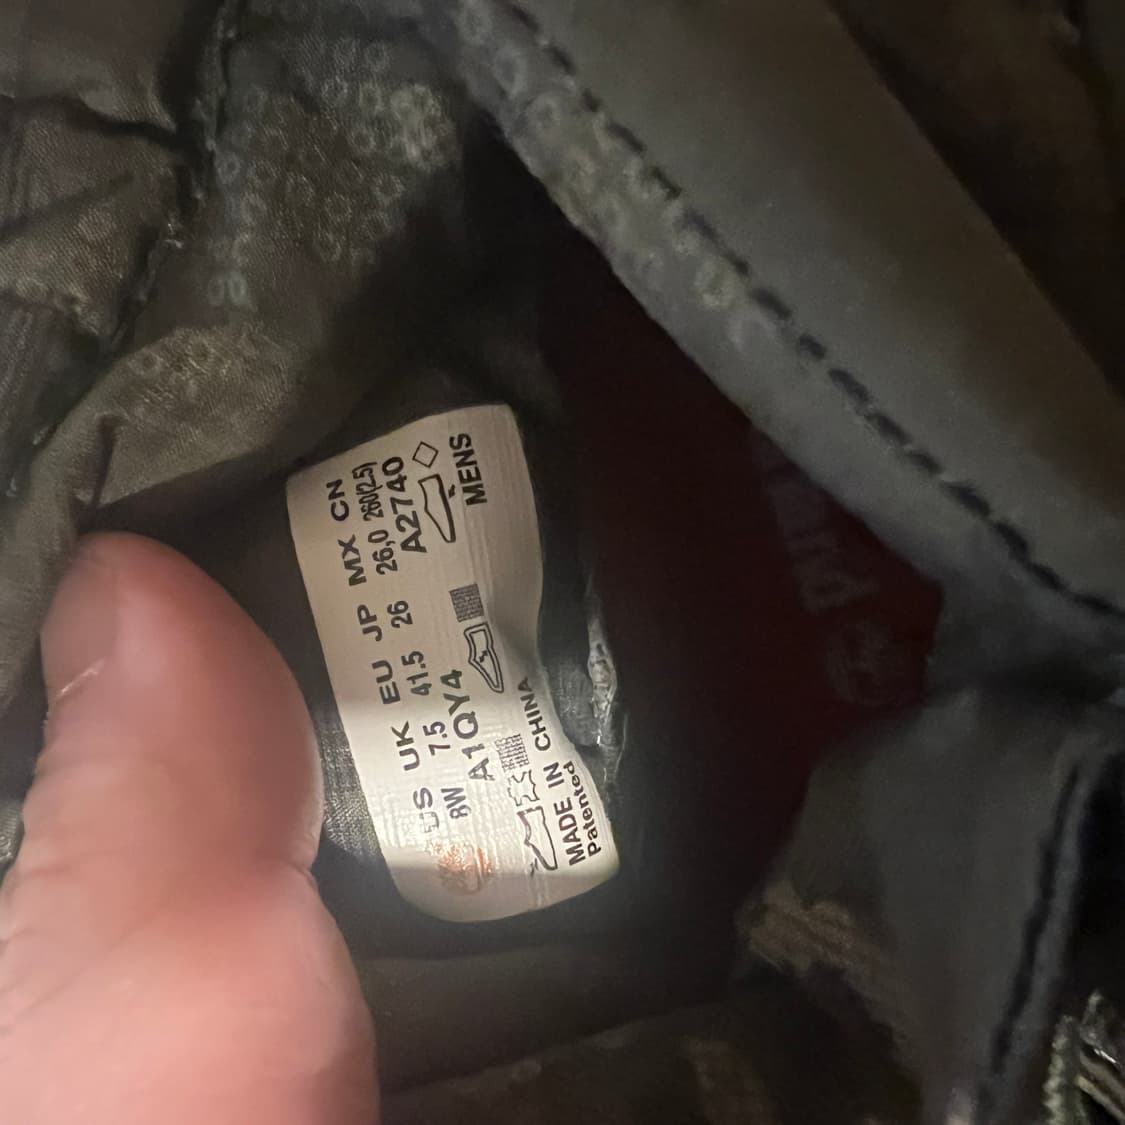 US UK EU JP MX CN
8W 7.5 41.5 26 26,0 260(2.5)
A1QY4 A2740
MENS
MADE IN CHINA
Patented